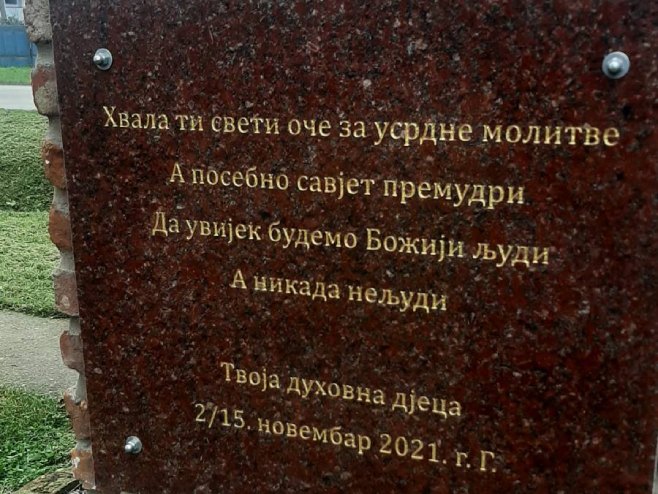 Хвала ти свети оче за усрдне молитве
А посебно савјет премудри
Да увијек будемо Божији људи
А никада нељуди
Твоја духовна дјеца
2/15. новембар 2021. г. Г.